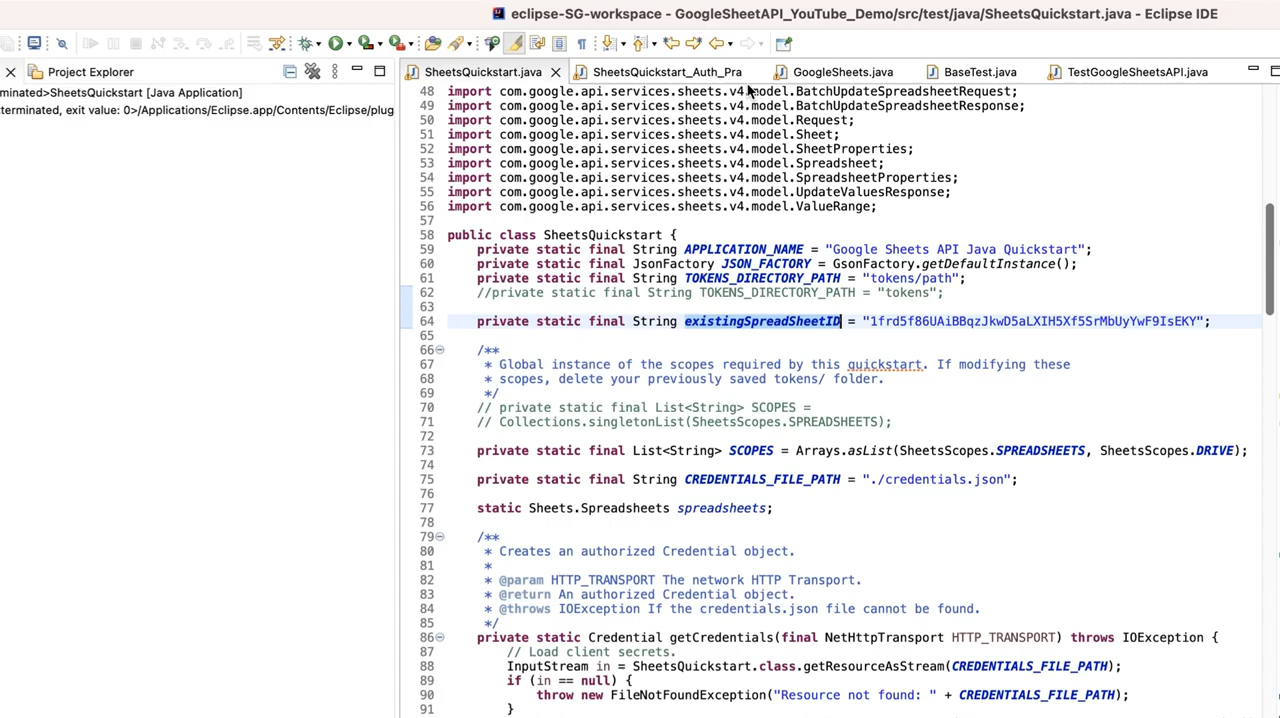 eclipse-SG-workspace - GoogleSheetAPI_YouTube_Demo/src/test/java/SheetsQuickstart.java - Eclipse IDE
Project Explorer
SheetsQuickstart.java
SheetsQuickstart_Auth_Pra
GoogleSheets.java
BaseTest.java
TestGoogleSheetsAPI.java
minated>SheetsQuickstart [Java Application]
terminated, exit value: 0>/Applications/Eclipse.app/Contents/Eclipse/plug
48 import com.google.api.services.sheets.v4.model.BatchUpdateSpreadsheetRequest;
49 import com.google.api.services.sheets.v4.model.BatchUpdateSpreadsheetResponse;
50 import com.google.api.services.sheets.v4.model.Request;
51 import com.google.api.services.sheets.v4.model.Sheet;
52 import com.google.api.services.sheets.v4.model.SheetProperties;
53 import com.google.api.services.sheets.v4.model.Spreadsheet;
54 import com.google.api.services.sheets.v4.model.SpreadsheetProperties;
55 import com.google.api.services.sheets.v4.model.UpdateValuesResponse;
56 import com.google.api.services.sheets.v4.model.ValueRange;
57
58 public class SheetsQuickstart {
59 private static final String APPLICATION_NAME = "Google Sheets API Java Quickstart";
60 private static final JsonFactory JSON_FACTORY = GsonFactory.getDefaultInstance();
61 private static final String TOKENS_DIRECTORY_PATH = "tokens/path";
62 //private static final String TOKENS_DIRECTORY_PATH = "tokens";
63
64 private static final String existingSpreadSheetID = "1frd5f86UAiBBqzJkwD5aLXIH5Xf5SrMbUyYwF9IsEKY";
65
66 /**
67 * Global instance of the scopes required by this quickstart. If modifying these
68 * scopes, delete your previously saved tokens/ folder.
69 */
70 // private static final List<String> SCOPES =
71 // Collections.singletonList(SheetsScopes.SPREADSHEETS);
72
73 private static final List<String> SCOPES = Arrays.asList(SheetsScopes.SPREADSHEETS, SheetsScopes.DRIVE);
74
75 private static final String CREDENTIALS_FILE_PATH = "./credentials.json";
76
77 static Sheets.Spreadsheets spreadsheets;
78
79 /**
80 * Creates an authorized Credential object.
81 *
82 * @param HTTP_TRANSPORT The network HTTP Transport.
83 * @return An authorized Credential object.
84 * @throws IOException If the credentials.json file cannot be found.
85 */
86 private static Credential getCredentials(final NetHttpTransport HTTP_TRANSPORT) throws IOException {
87 // Load client secrets.
88 InputStream in = SheetsQuickstart.class.getResourceAsStream(CREDENTIALS_FILE_PATH);
89 if (in == null) {
90 throw new FileNotFoundException("Resource not found: " + CREDENTIALS_FILE_PATH);
91 }